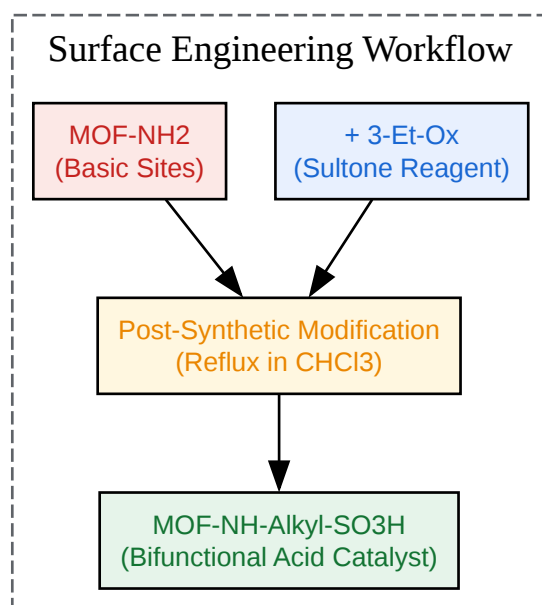 Surface Engineering Workflow
MOF-NH2
(Basic Sites)
+ 3-Et-Ox
(Sultone Reagent)
Post-Synthetic Modification
(Reflux in CHCl3)
MOF-NH-Alkyl-SO3H
(Bifunctional Acid Catalyst)